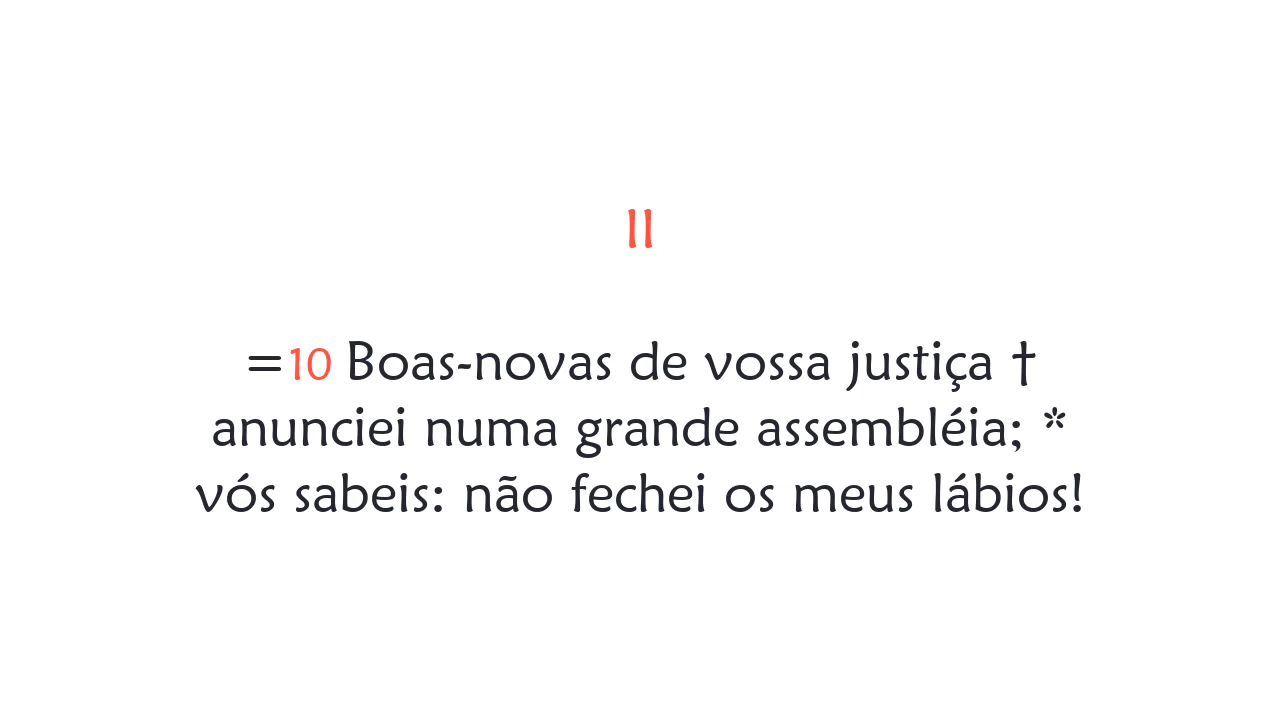 II
=10 Boas-novas de vossa justiça †
anunciei numa grande assembléia; *
vós sabeis: não fechei os meus lábios!